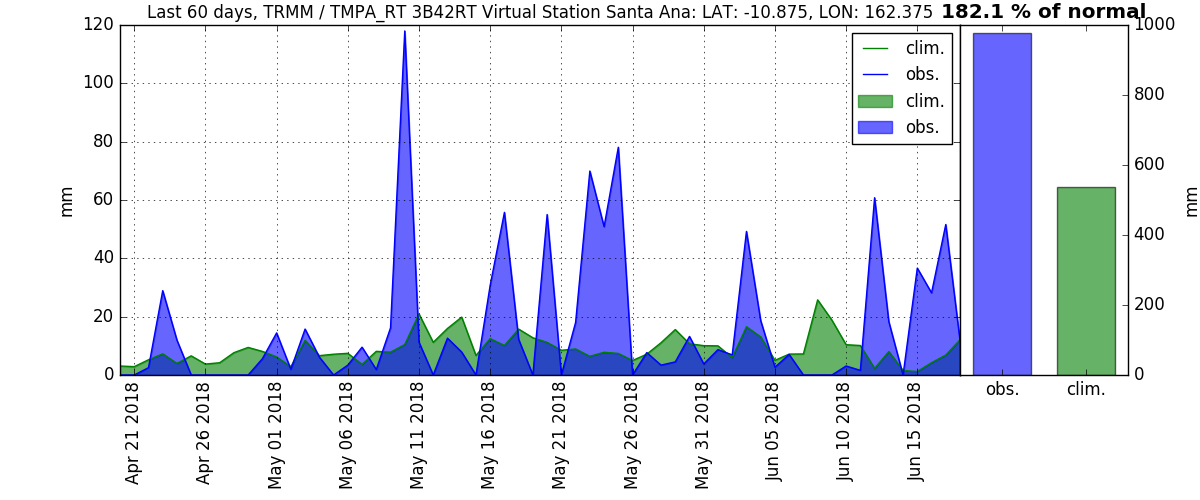 Last 60 days, TRMM / TMPA_RT 3B42RT Virtual Station Santa Ana: LAT: -10.875, LON: 162.375
182.1 % of normal
120
100
80
60
40
20
0
mm
clim.
obs.
clim.
obs.
1000
800
600
400
200
0
mm
Apr 21 2018
Apr 26 2018
May 01 2018
May 06 2018
May 11 2018
May 16 2018
May 21 2018
May 26 2018
May 31 2018
Jun 05 2018
Jun 10 2018
Jun 15 2018
obs.
clim.